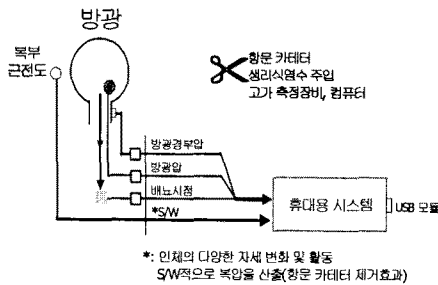 방광
복부
근전도
항문 카테터
생리식염수 주입
고가 측정장비, 컴퓨터
방광경부압
방광압
배뇨시점
*S/W
휴대용 시스템
USB 모듈
*: 인체의 다양한 자세 변화 및 활동
S/W적으로 복압을 산출(항문 카테터 제거효과)